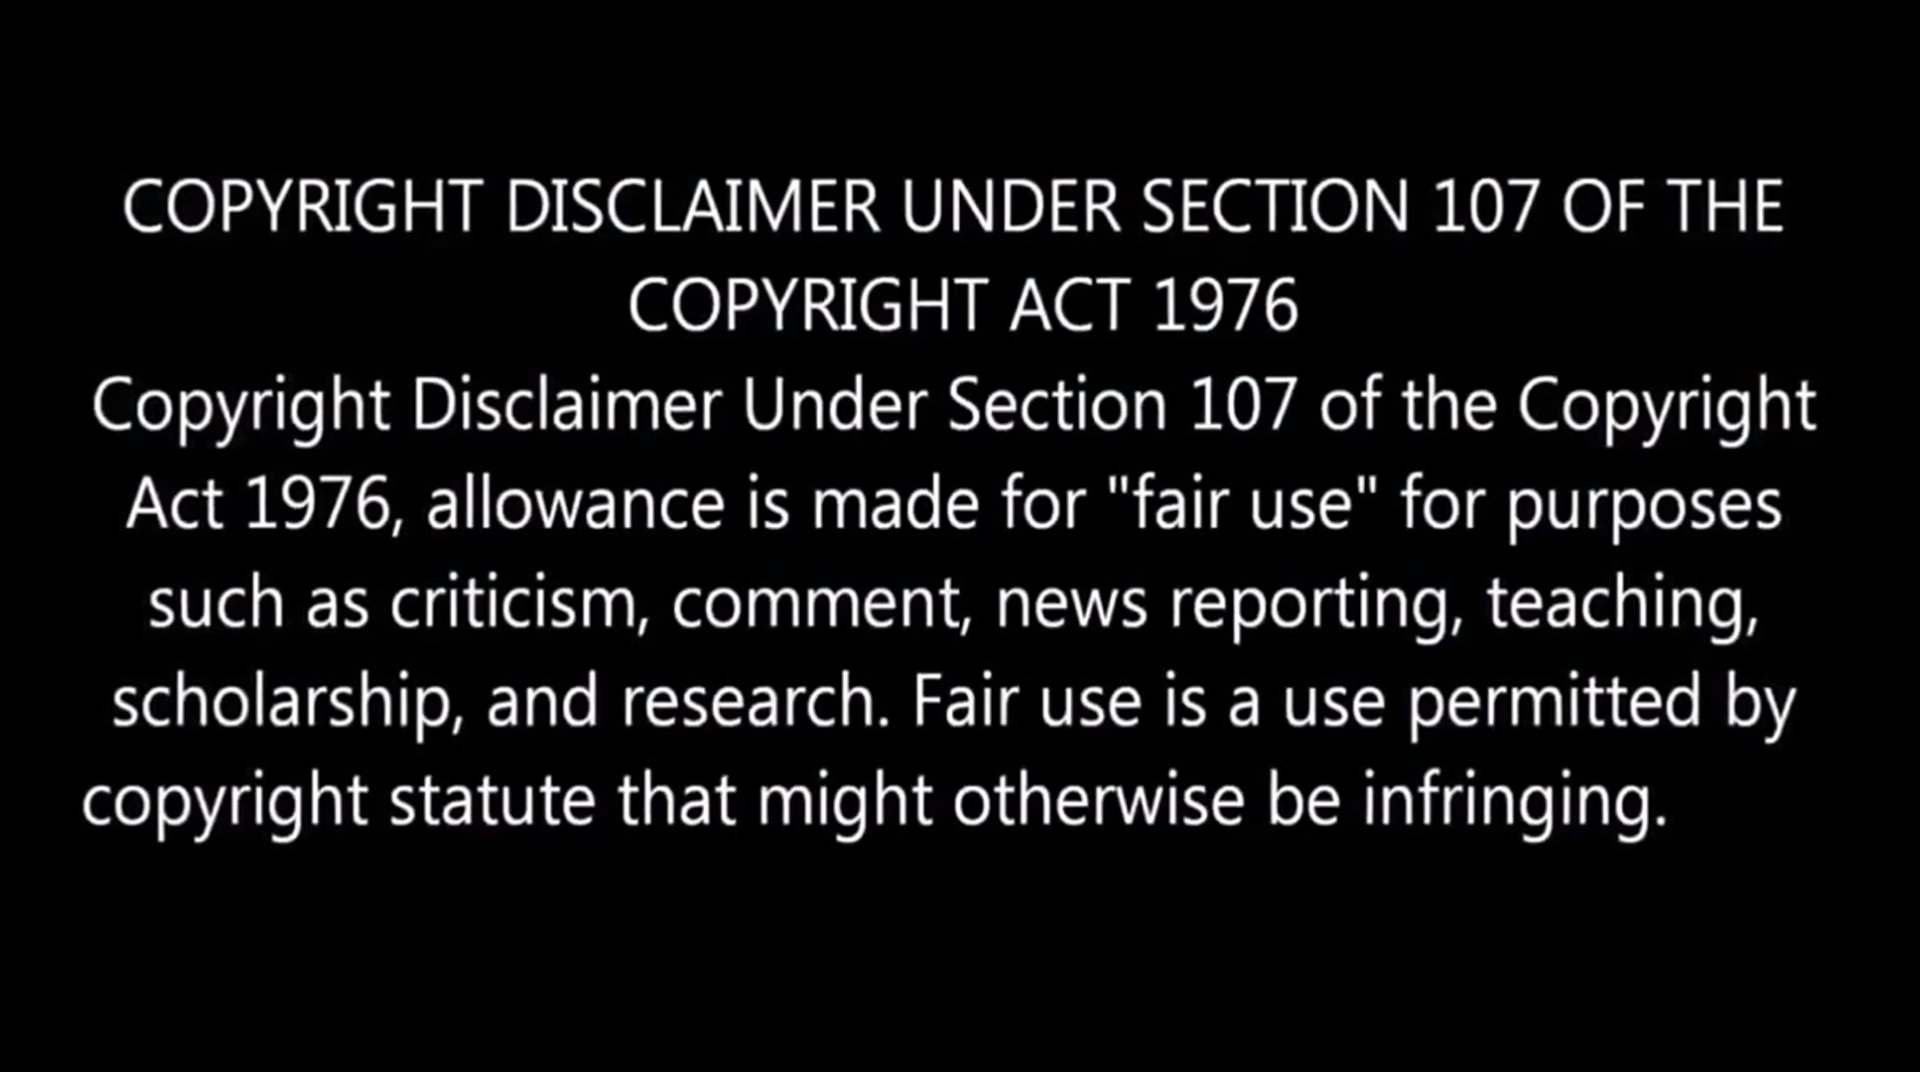 COPYRIGHT DISCLAIMER UNDER SECTION 107 OF THE
COPYRIGHT ACT 1976
Copyright Disclaimer Under Section 107 of the Copyright
Act 1976, allowance is made for "fair use" for purposes
such as criticism, comment, news reporting, teaching,
scholarship, and research. Fair use is a use permitted by
copyright statute that might otherwise be infringing.